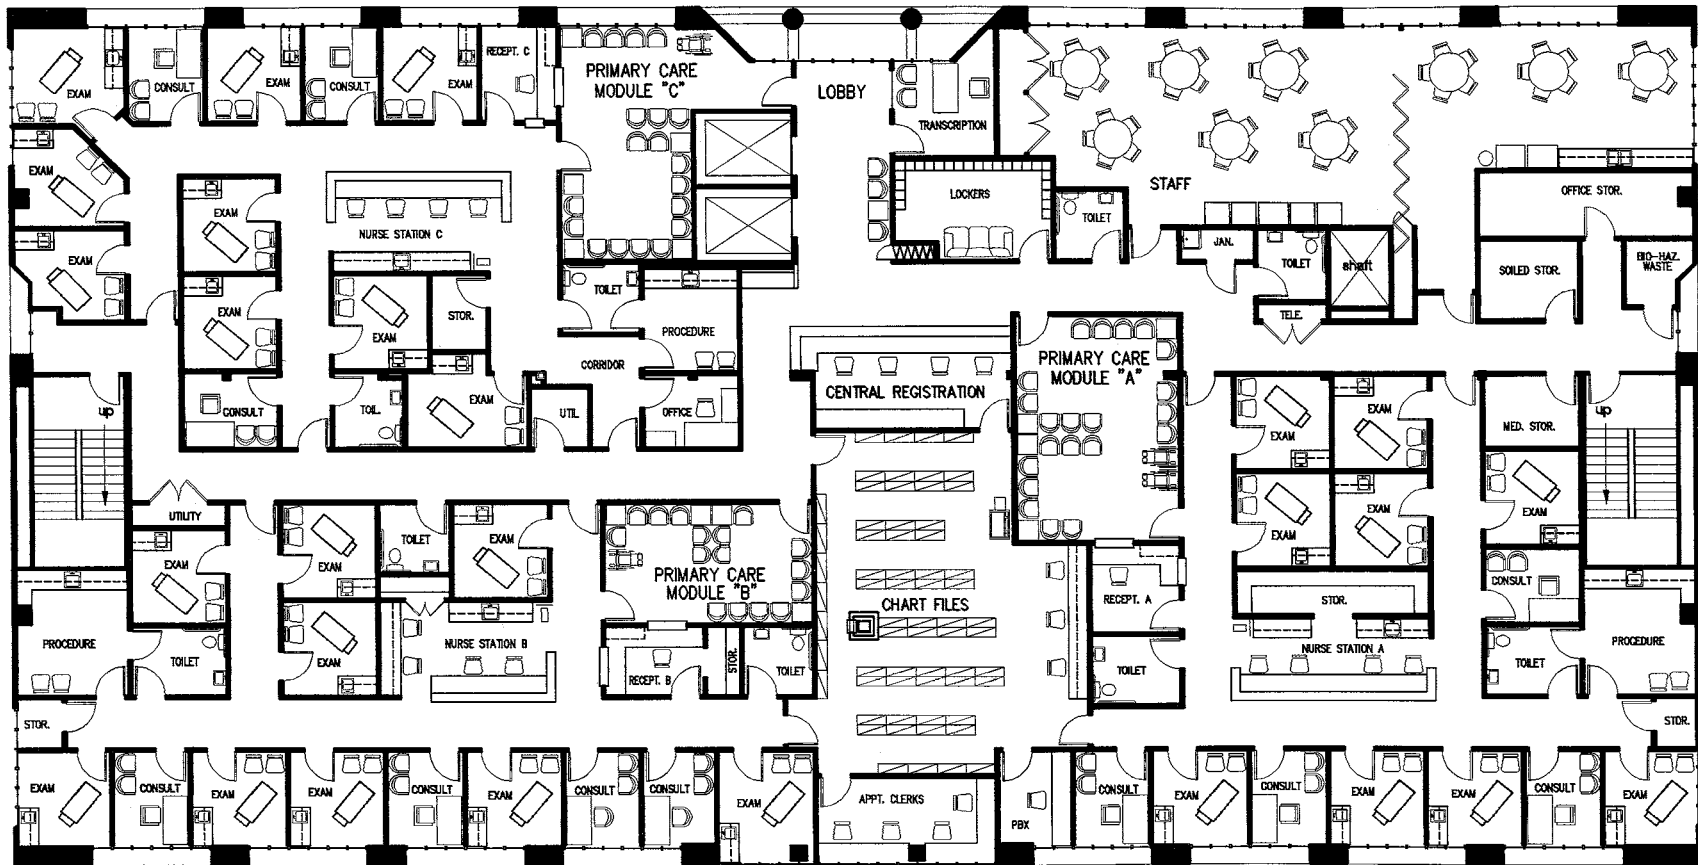 EXAM
CONSULT
EXAM
CONSULT
EXAM
RECEPT. C
PRIMARY CARE
MODULE "C"
LOBBY
TRANSCRIPTION
STAFF
EXAM
EXAM
EXAM
NURSE STATION C
LOCKERS
TOILET
JAN.
TOILET
shaft
OFFICE STOR.
SOILED STOR.
BIO-HAZ.
WASTE
EXAM
EXAM
STOR.
TOILET
PROCEDURE
CORRIDOR
TELE.
CONSULT
TOIL.
EXAM
UTIL
OFFICE
CENTRAL REGISTRATION
PRIMARY CARE
MODULE "A"
up
EXAM
EXAM
MED. STOR.
up
UTILITY
EXAM
EXAM
TOILET
EXAM
PRIMARY CARE
MODULE "B"
CHART FILES
EXAM
EXAM
EXAM
CONSULT
RECEPT. A
STOR.
PROCEDURE
TOILET
EXAM
NURSE STATION B
RECEPT. B
STOR.
TOILET
TOILET
NURSE STATION A
TOILET
PROCEDURE
STOR.
STOR.
EXAM
CONSULT
EXAM
EXAM
CONSULT
EXAM
CONSULT
CONSULT
EXAM
APPT. CLERKS
PBX
CONSULT
EXAM
CONSULT
EXAM
EXAM
CONSULT
EXAM